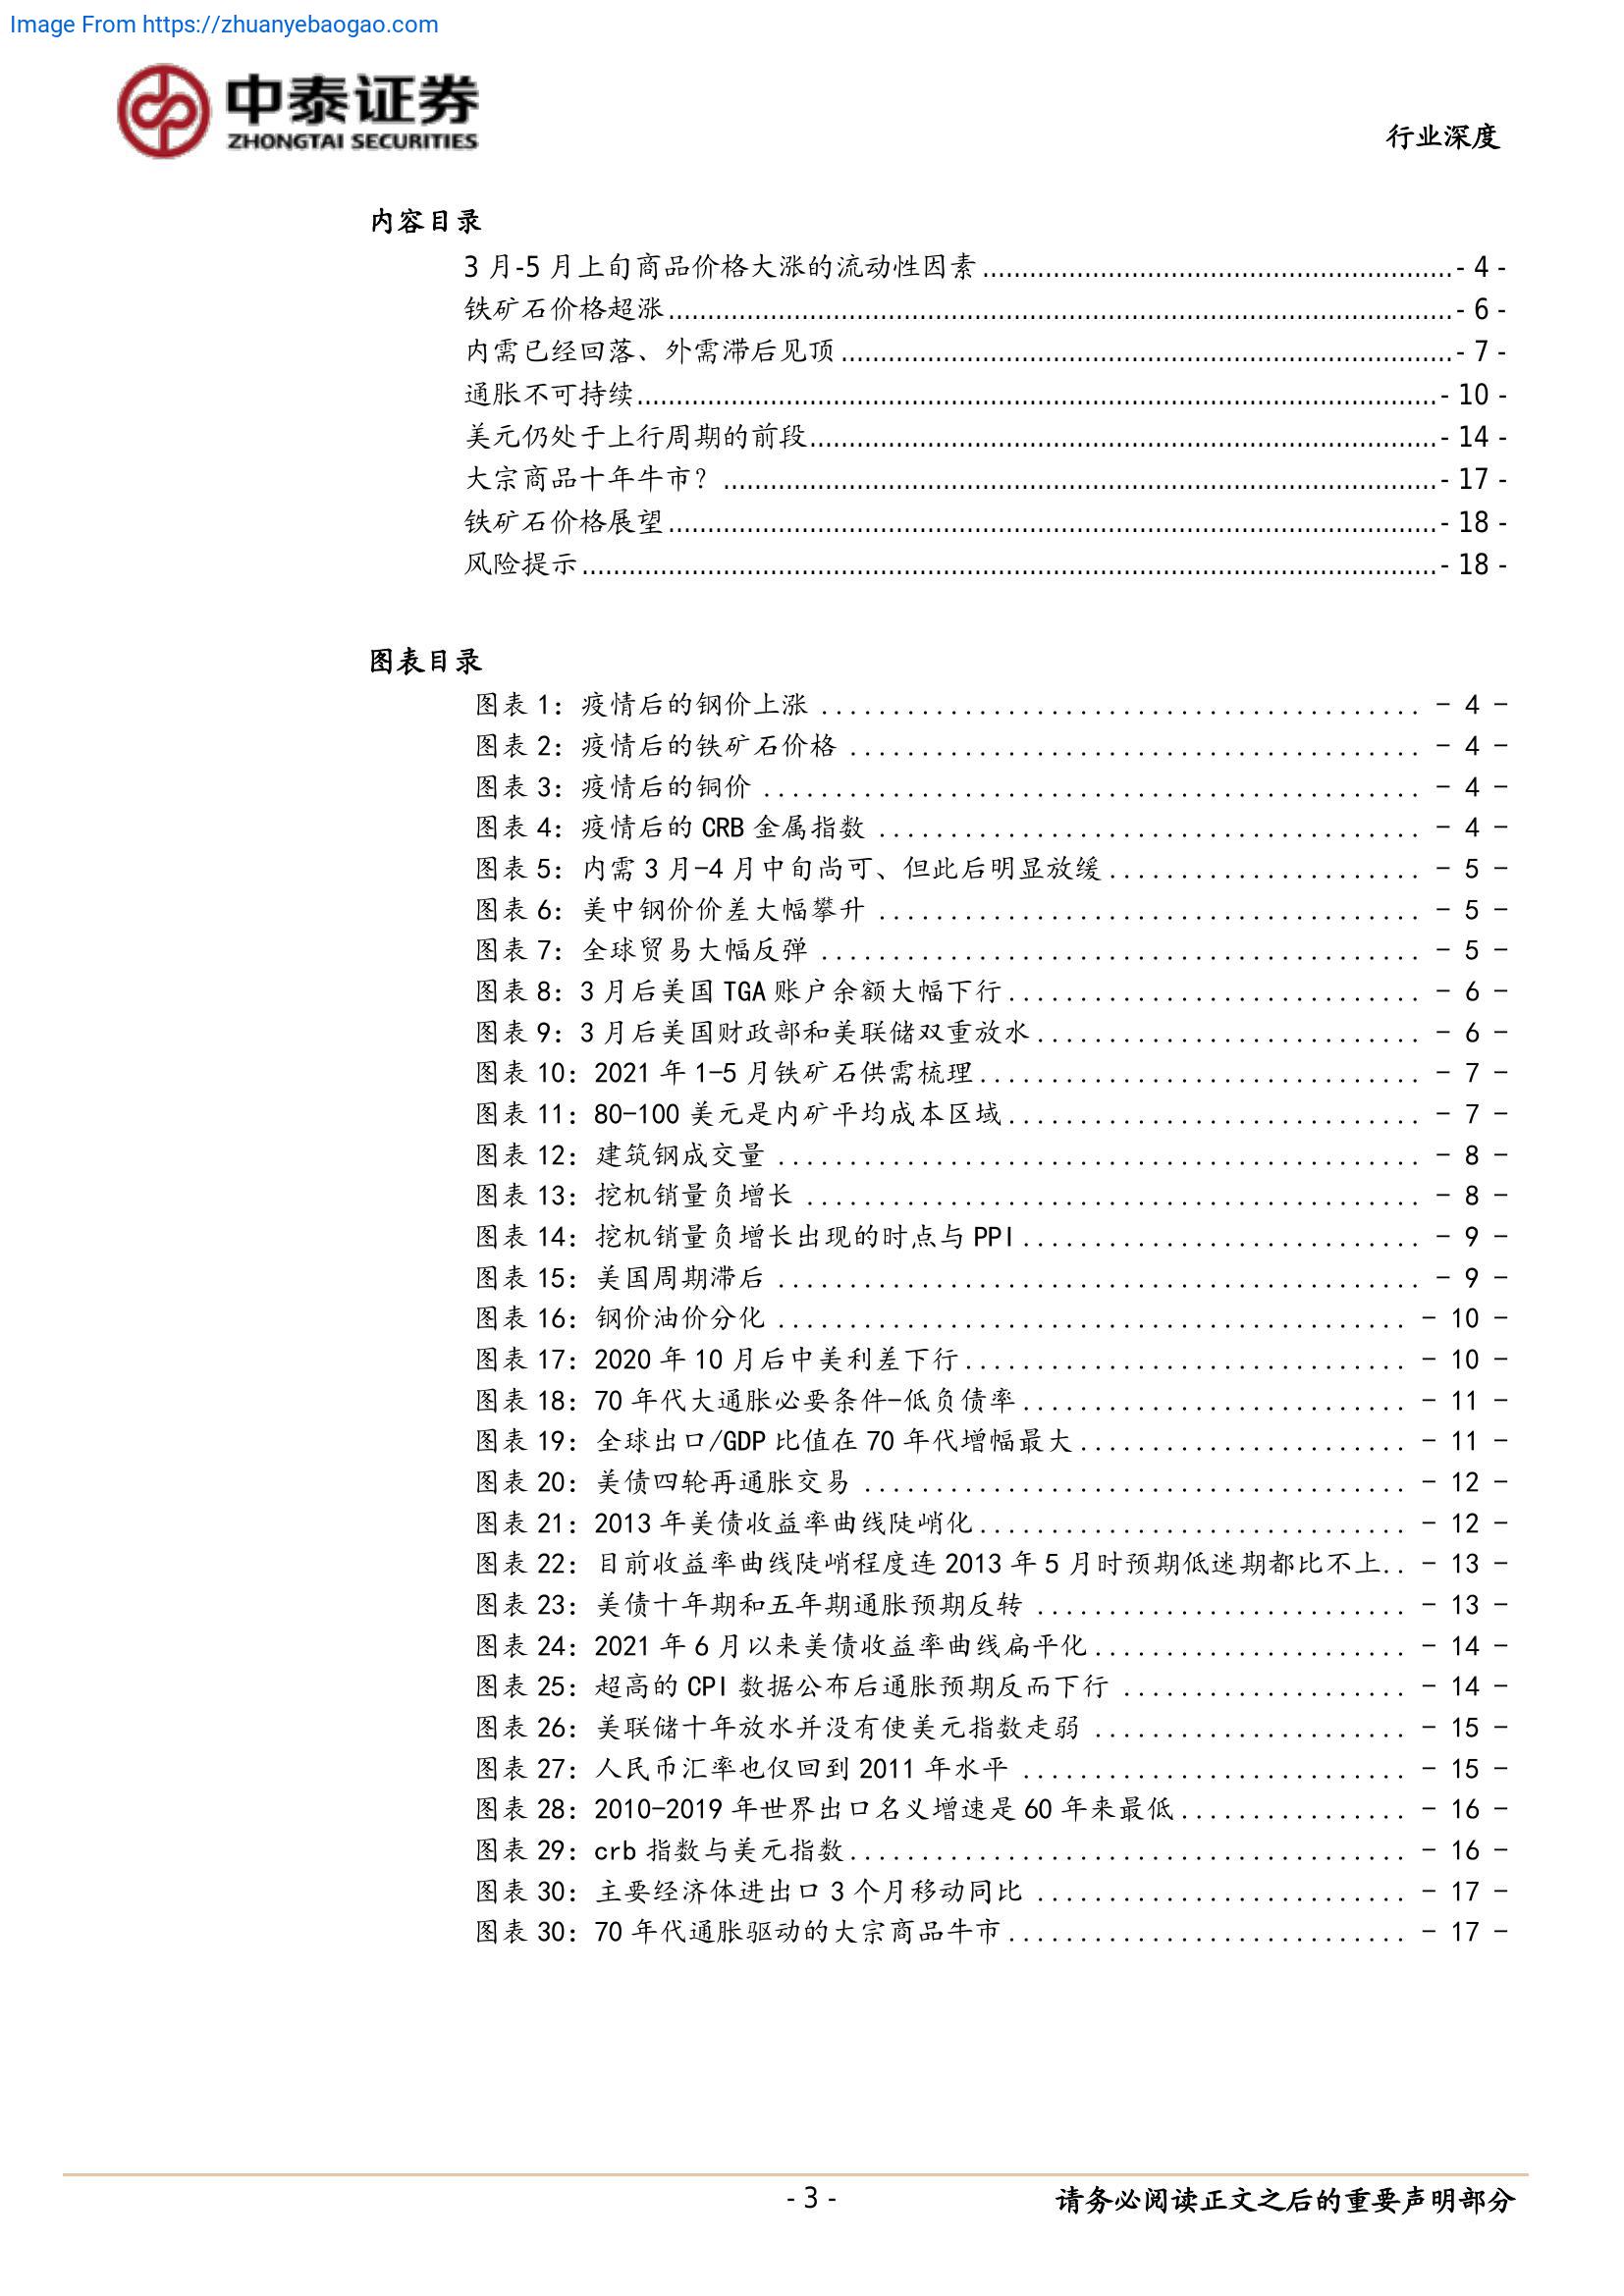 Image From https://zhuanyebaogao.com
中泰证券
ZHONGTAI SECURITIES
行业深度
内容目录
3 月-5 月上旬商品价格大涨的流动性因素 - 4 -
铁矿石价格超涨 - 6 -
内需已经回落、外需滞后见顶 - 7 -
通胀不可持续 - 10 -
美元仍处于上行周期的前段 - 14 -
大宗商品十年牛市? - 17 -
铁矿石价格展望 - 18 -
风险提示 - 18 -
图表目录
图表 1: 疫情后的钢价上涨 - 4 -
图表 2: 疫情后的铁矿石价格 - 4 -
图表 3: 疫情后的铜价 - 4 -
图表 4: 疫情后的 CRB 金属指数 - 4 -
图表 5: 内需 3 月-4 月中旬尚可、但此后明显放缓 - 5 -
图表 6: 美中钢价价差大幅攀升 - 5 -
图表 7: 全球贸易大幅反弹 - 5 -
图表 8: 3 月后美国 TGA 账户余额大幅下行 - 6 -
图表 9: 3 月后美国财政部和美联储双重放水 - 6 -
图表 10: 2021 年 1-5 月铁矿石供需梳理 - 7 -
图表 11: 80-100 美元是内矿平均成本区域 - 7 -
图表 12: 建筑钢成交量 - 8 -
图表 13: 挖机销量负增长 - 8 -
图表 14: 挖机销量负增长出现的时点与 PPI - 9 -
图表 15: 美国周期滞后 - 9 -
图表 16: 钢价油价分化 - 10 -
图表 17: 2020 年 10 月后中美利差下行 - 10 -
图表 18: 70 年代大通胀必要条件-低负债率 - 11 -
图表 19: 全球出口/GDP 比值在 70 年代增幅最大 - 11 -
图表 20: 美债四轮再通胀交易 - 12 -
图表 21: 2013 年美债收益率曲线陡峭化 - 12 -
图表 22: 目前收益率曲线陡峭程度连 2013 年 5 月时预期低迷期都比不上 - 13 -
图表 23: 美债十年期和五年期通胀预期反转 - 13 -
图表 24: 2021 年 6 月以来美债收益率曲线扁平化 - 14 -
图表 25: 超高的 CPI 数据公布后通胀预期反而下行 - 14 -
图表 26: 美联储十年放水并没有使美元指数走弱 - 15 -
图表 27: 人民币汇率也仅回到 2011 年水平 - 15 -
图表 28: 2010-2019 年世界出口名义增速是 60 年来最低 - 16 -
图表 29: crb 指数与美元指数 - 16 -
图表 30: 主要经济体进出口 3 个月移动同比 - 17 -
图表 30: 70 年代通胀驱动的大宗商品牛市 - 17 -
- 3 -
请务必阅读正文之后的重要声明部分